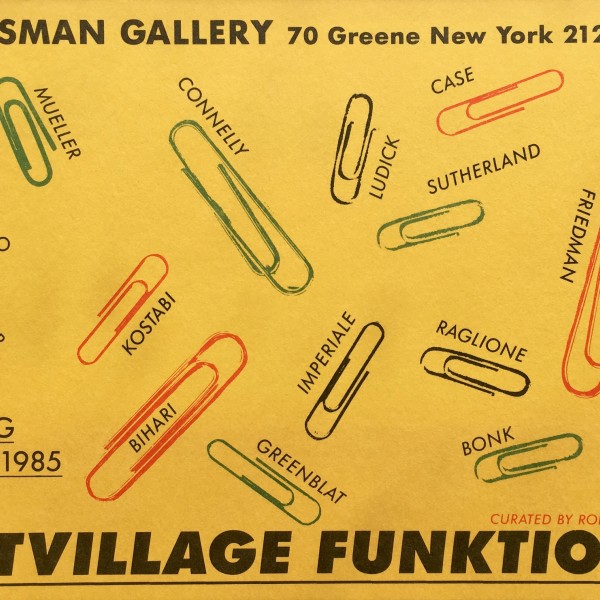 SMAN GALLERY 70 Greene New York 212
MUELLER
CONNELLY
LUDICK
CASE
SUTHERLAND
FRIEDMAN
O
KOSTABI
IMPERIALE
RAGLIONE
BIHARI
GREENBLAT
BONK
G
1985
CURATED BY RO
TVILLAGE FUNKTIO